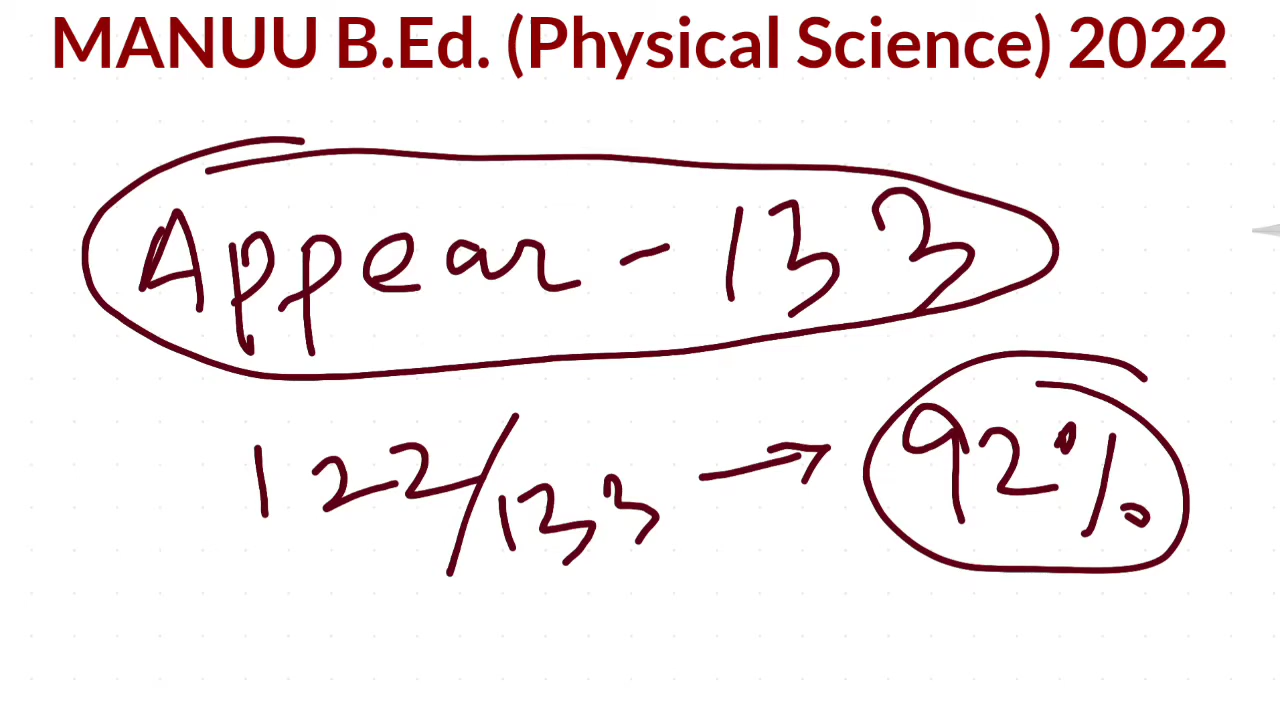 MANUU B.Ed. (Physical Science) 2022
Appear - 133
122/133 → 92%